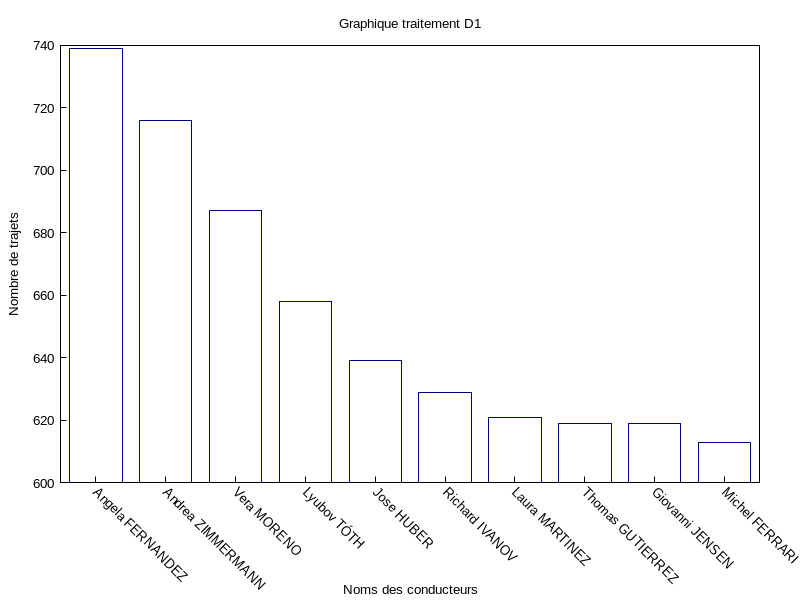 Graphique traitement D1
Nombre de trajets
740
720
700
680
660
640
620
600
Angela FERNANDEZ
Andrea ZIMMERMANN
Vera MORENO
Lyubov TÓTH
Jose HUBER
Richard IVANOV
Laura MARTINEZ
Thomas GUTIERREZ
Giovanni JENSEN
Michel FERRARI
Noms des conducteurs